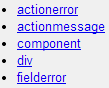 actionerror
actionmessage
component
div
fielderror